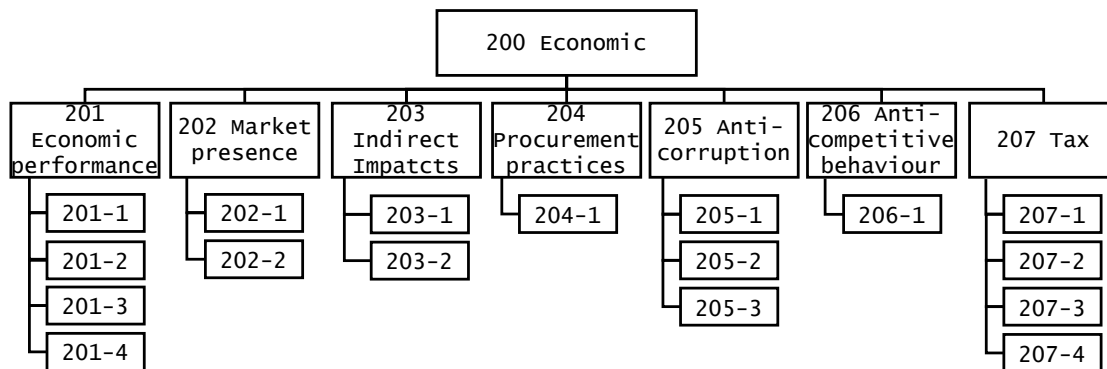 200 Economic
201
Economic
performance
202 Market
presence
203
Indirect
Impatcts
204
Procurement
practices
205 Anti-
corruption
206 Anti-
competitive
behaviour
207 Tax
201-1
201-2
201-3
201-4
202-1
202-2
203-1
203-2
204-1
205-1
205-2
205-3
206-1
207-1
207-2
207-3
207-4